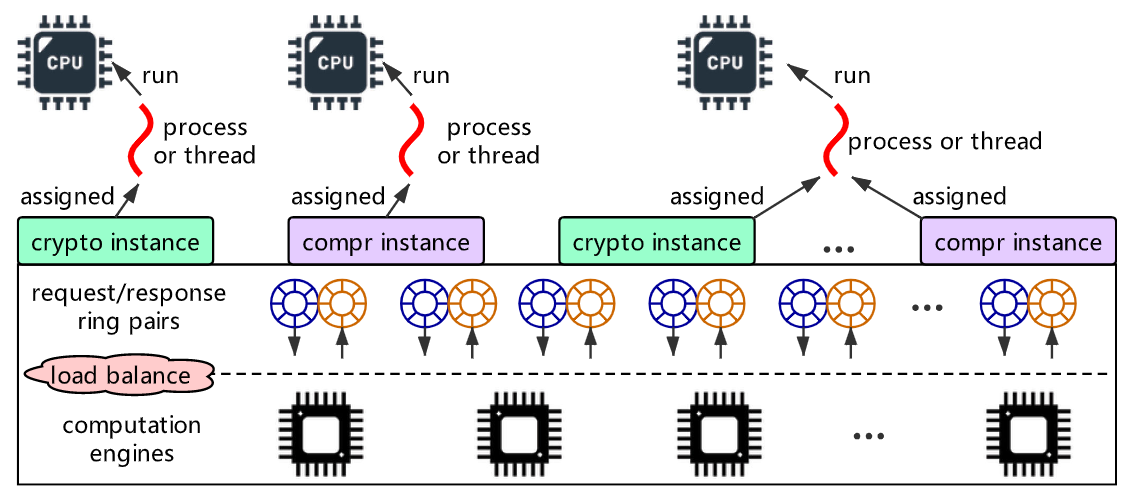 CPU
CPU
CPU
run
run
run
process
or thread
process
or thread
process or thread
assigned
assigned
assigned
assigned
crypto instance
compr instance
crypto instance
...
compr instance
request/response
ring pairs
...
load balance
computation
engines
...